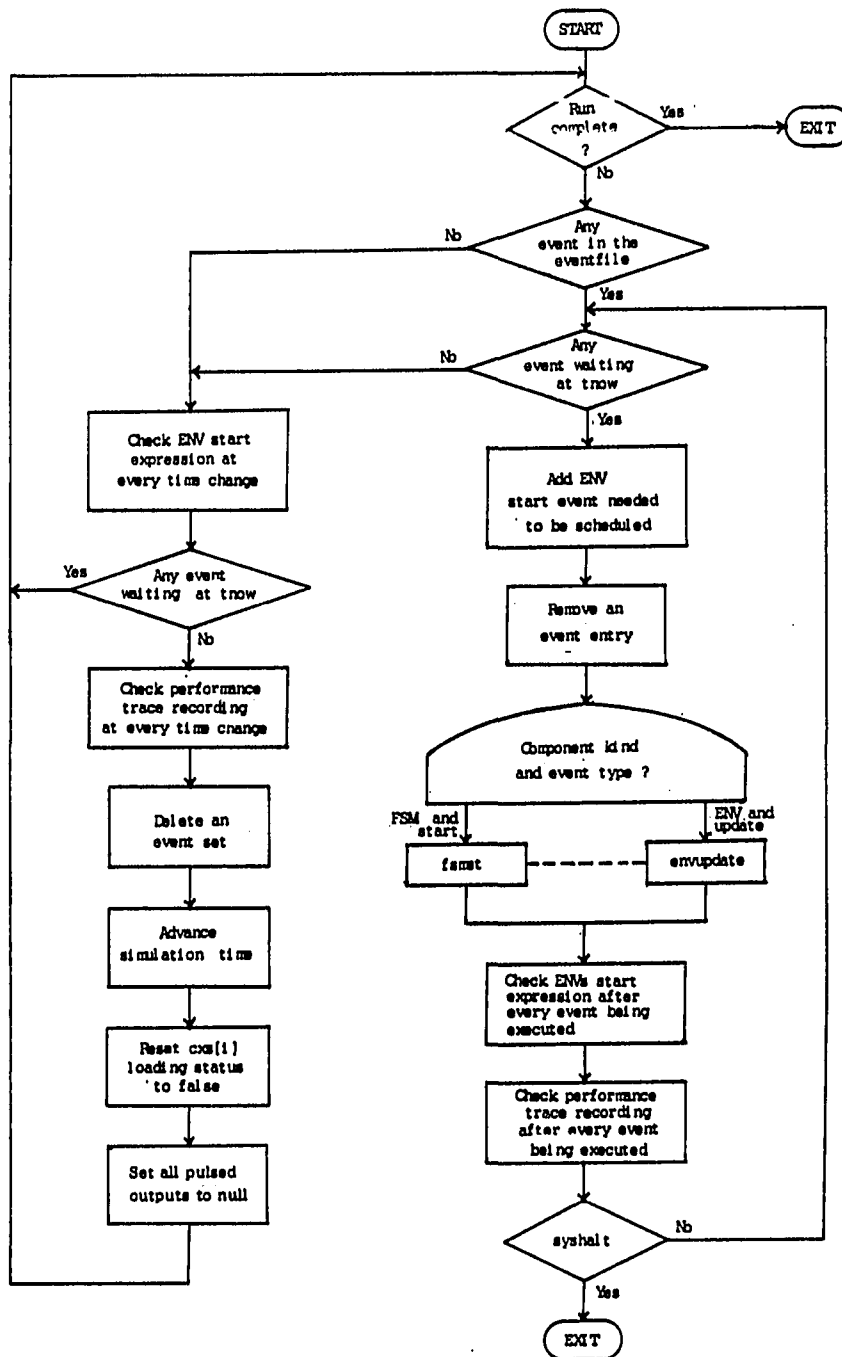 START
Run
complete
?
Yes
EXIT
No
Any
event in the
eventfile
No
Yes
Any
event waiting
at tnow
No
Yes
Check ENV start
expression at
every time change
Add ENV
start event needed
to be scheduled
Any event
waiting at tnow
Yes
No
Remove an
event entry
Check performance
trace recording
at every time change
Component kind
and event type ?
Delete an
event set
FSM and
start
ENV and
update
fsmst
envupdate
Advance
simulation time
Check ENVs start
expression after
every event being
executed
Reset cxs[i]
loading status
to false
Check performance
trace recording
after every event
being executed
Set all pulsed
outputs to null
syshalt
No
Yes
EXIT